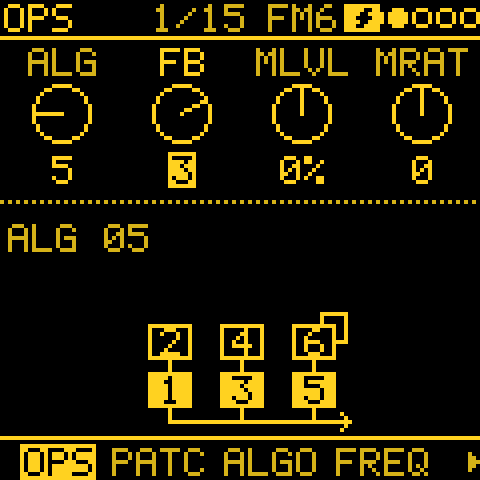 OPS 1/15 FM6 f
ALG FB MLVL MRAT
5 3 0% 0
ALG 05
2 4 6
1 3 5
OPS PATC ALGO FREQ